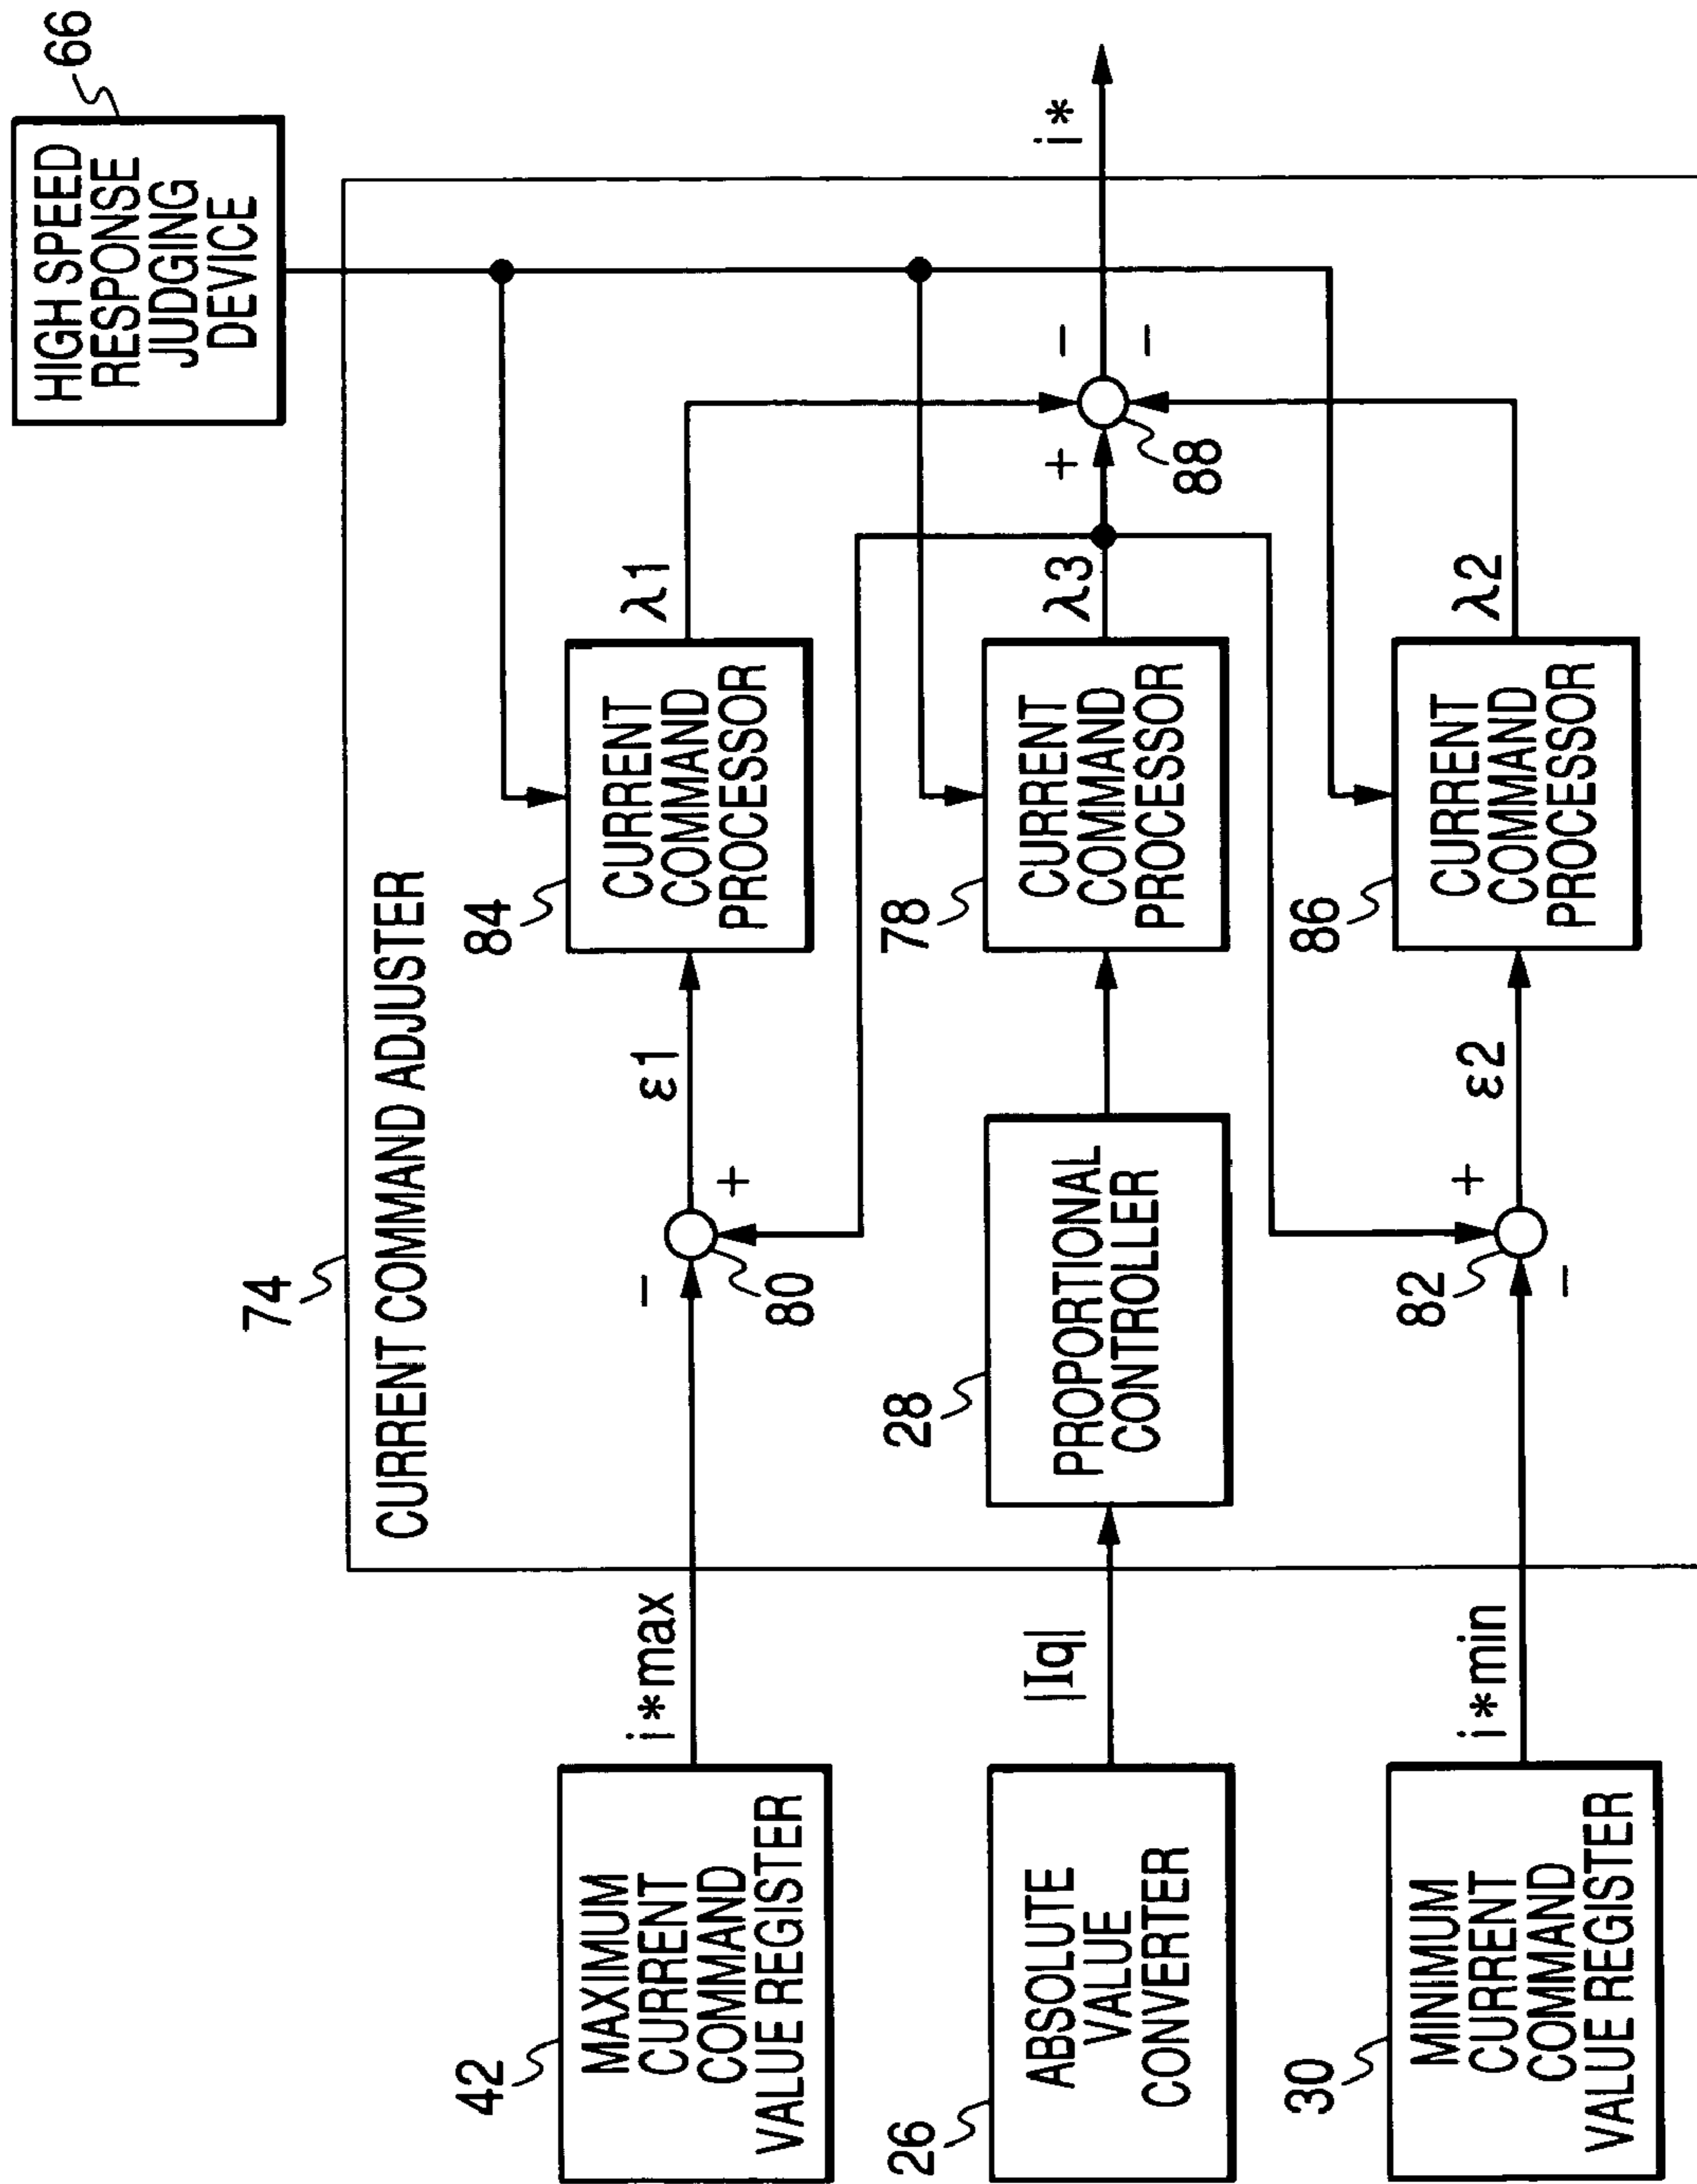 HIGH SPEED
RESPONSE
JUDGING
DEVICE
66
74
CURRENT COMMAND ADJUSTER
42
MAXIMUM
CURRENT
COMMAND
VALUE REGISTER
i*max
-
+
80
ε1
84
CURRENT
COMMAND
PROCESSOR
λ1
26
ABSOLUTE
VALUE
CONVERTER
|Iq|
28
PROPORTIONAL
CONTROLLER
78
CURRENT
COMMAND
PROCESSOR
λ3
+
-
-
88
i*
30
MINIMUM
CURRENT
COMMAND
VALUE REGISTER
i*min
82
+
-
ε2
86
CURRENT
COMMAND
PROCESSOR
λ2